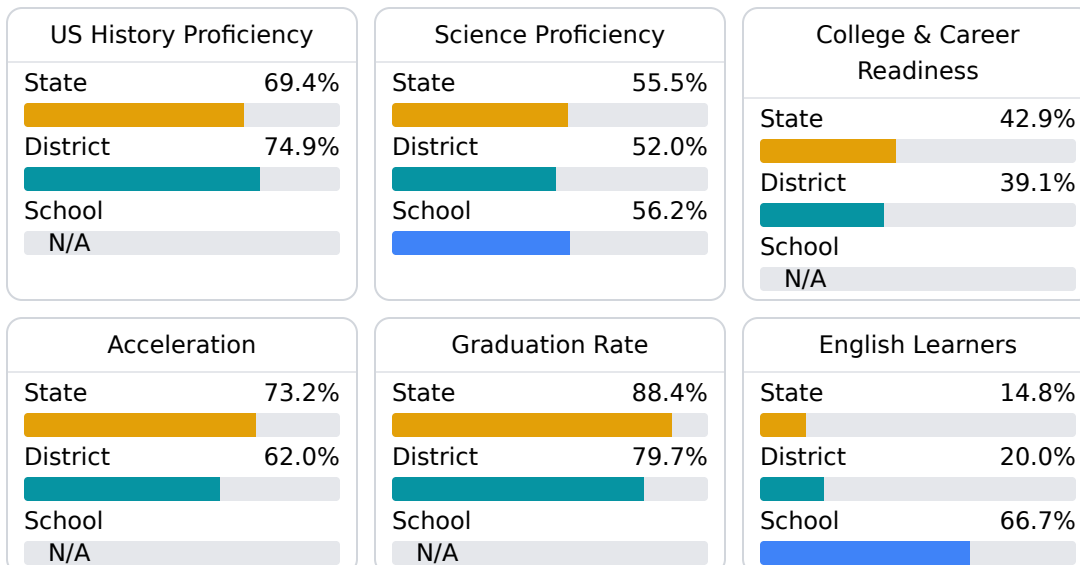 US History Proficiency
State 69.4%
District 74.9%
School
N/A
Science Proficiency
State 55.5%
District 52.0%
School 56.2%
College & Career
Readiness
State 42.9%
District 39.1%
School
N/A
Acceleration
State 73.2%
District 62.0%
School
N/A
Graduation Rate
State 88.4%
District 79.7%
School
N/A
English Learners
State 14.8%
District 20.0%
School 66.7%